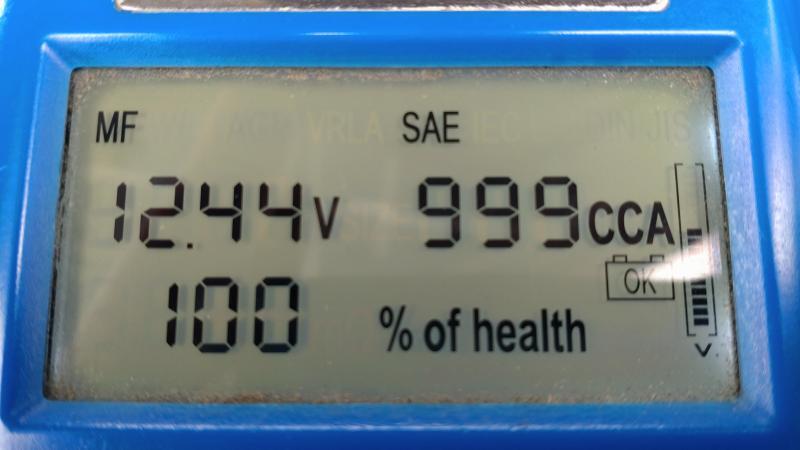 MF SAE
12.44V 999CCA
OK
100 % of health
V